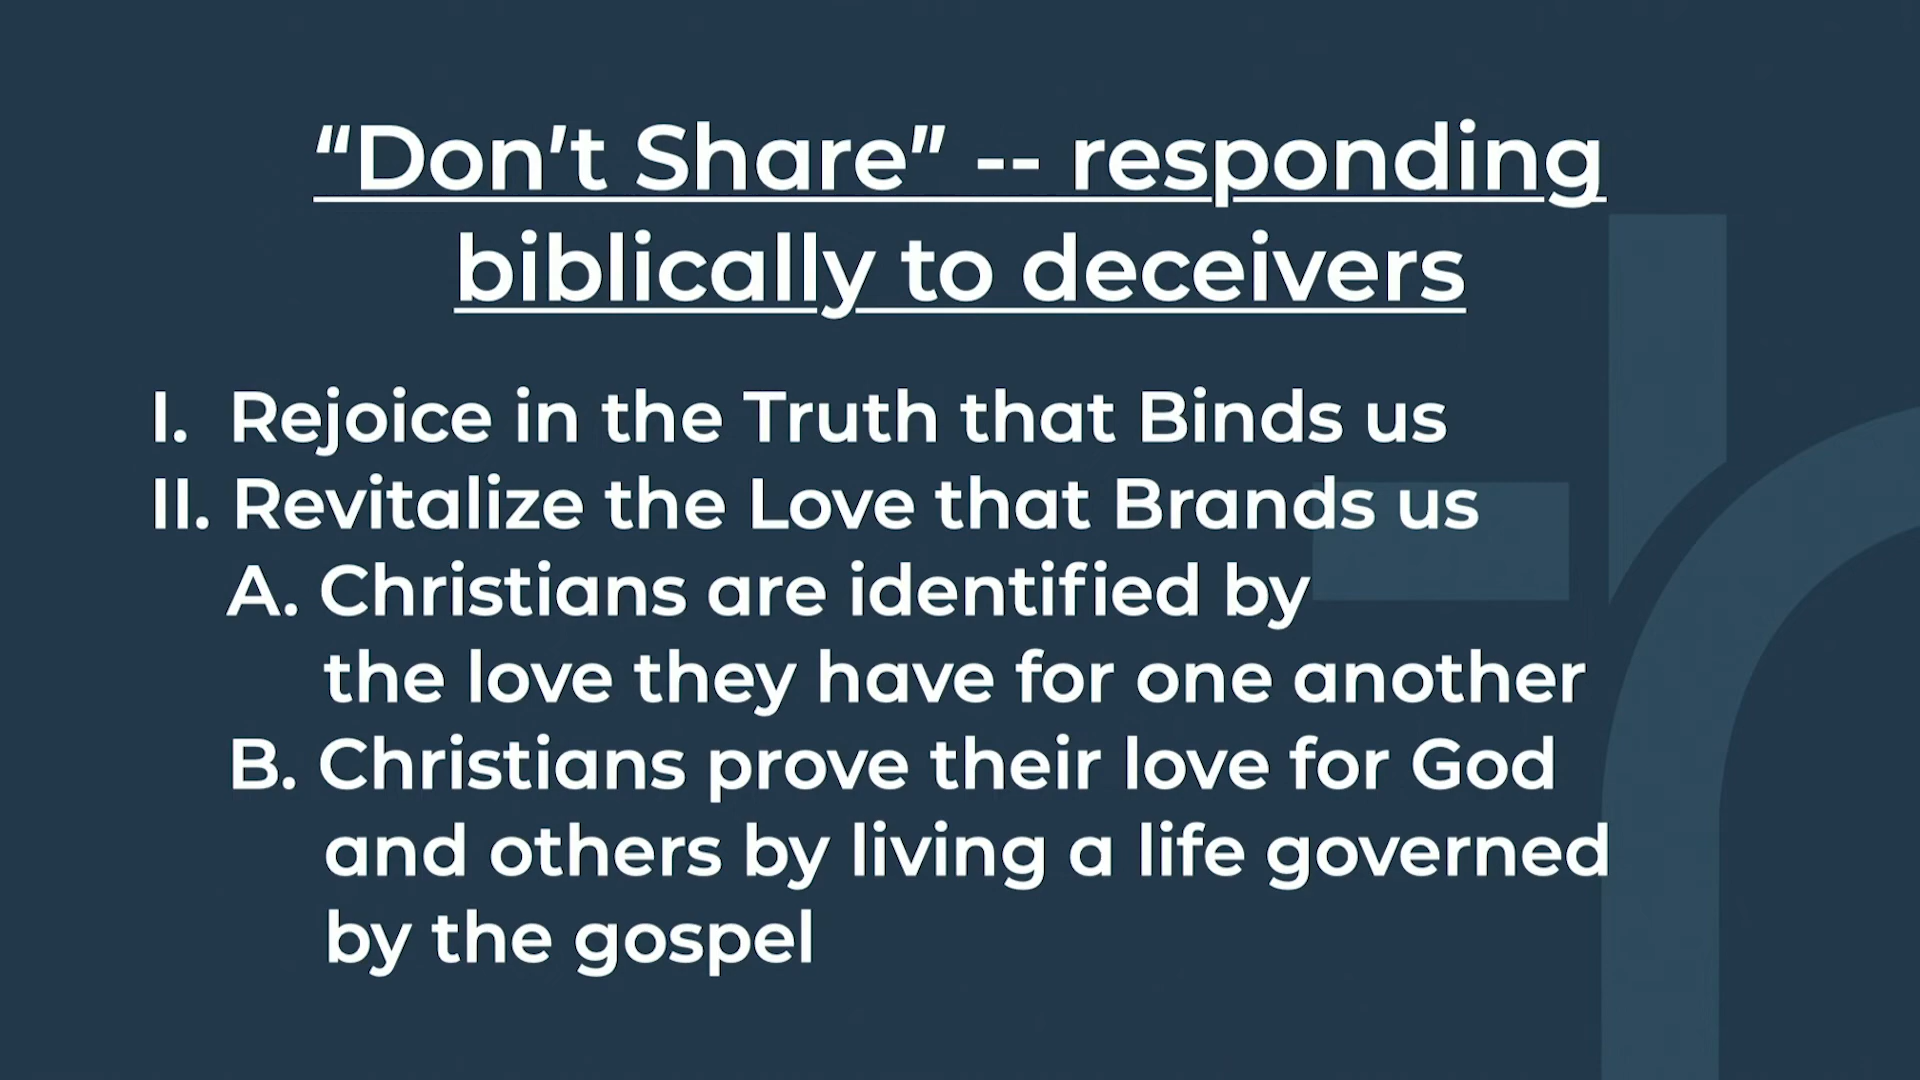 “Don’t Share” -- responding
biblically to deceivers
I. Rejoice in the Truth that Binds us
II. Revitalize the Love that Brands us
A. Christians are identified by
the love they have for one another
B. Christians prove their love for God
and others by living a life governed
by the gospel